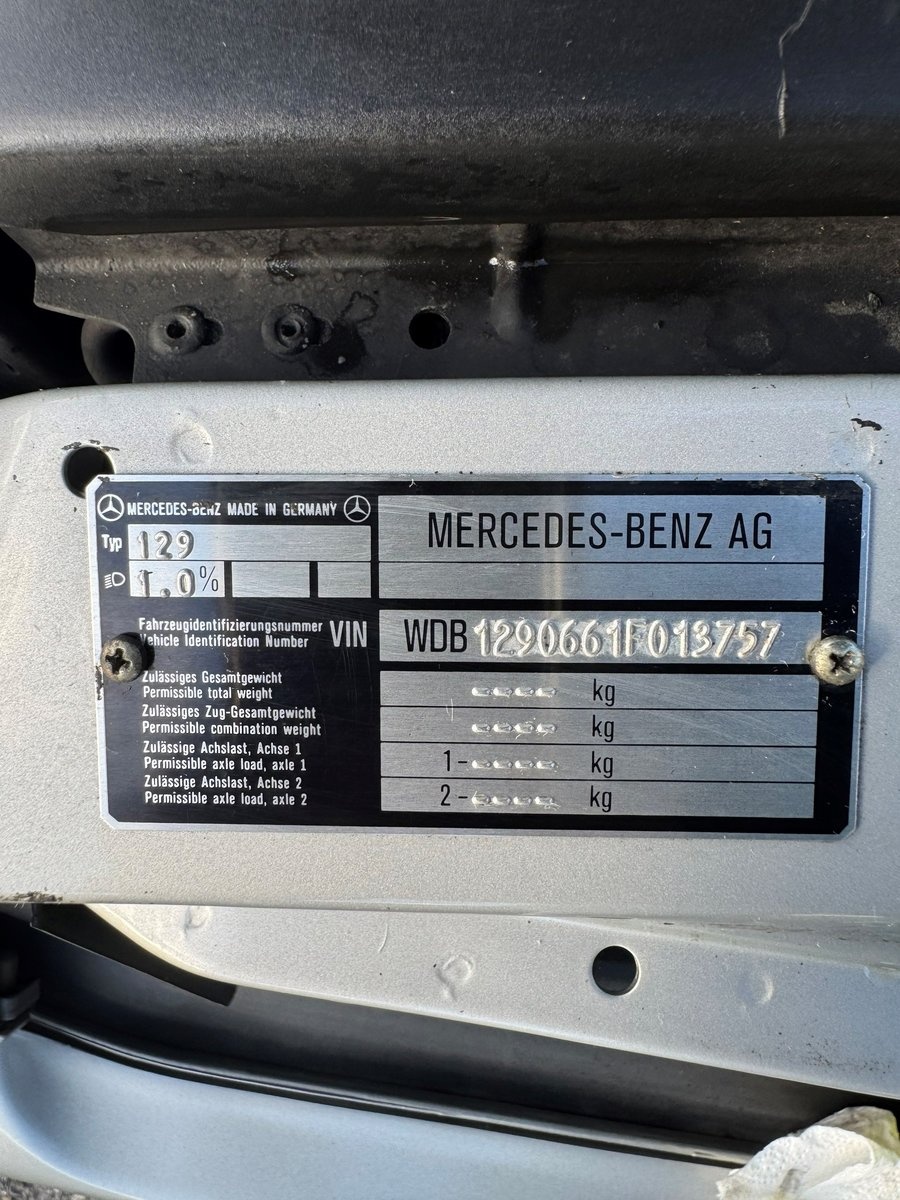 MERCEDES-BENZ MADE IN GERMANY
Typ 129
1.0%
MERCEDES-BENZ AG
Fahrzeugidentifizierungsnummer
Vehicle Identification Number
VIN WDB1290661F013757
Zulässiges Gesamtgewicht
Permissible total weight
---- kg
Zulässiges Zug-Gesamtgewicht
Permissible combination weight
---- kg
Zulässige Achslast, Achse 1
Permissible axle load, axle 1
1----- kg
Zulässige Achslast, Achse 2
Permissible axle load, axle 2
2----- kg